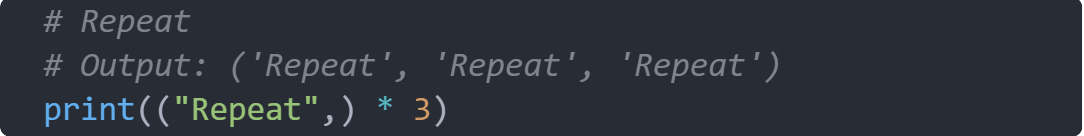 # Repeat
# Output: ('Repeat', 'Repeat', 'Repeat')
print(("Repeat",) * 3)